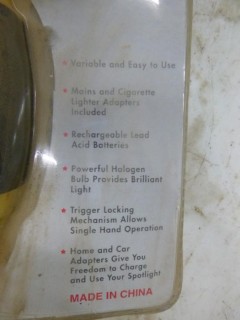 ★ Variable and Easy to Use
★ Mains and Cigarette
Lighter Adapters
Included
★ Rechargeable Lead
Acid Batteries
★ Powerful Halogen
Bulb Provides Brilliant
Light
★ Trigger Locking
Mechanism Allows
Single Hand Operation
★ Home and Car
Adapters Give You
Freedom to Charge
and Use Your Spotlight
MADE IN CHINA